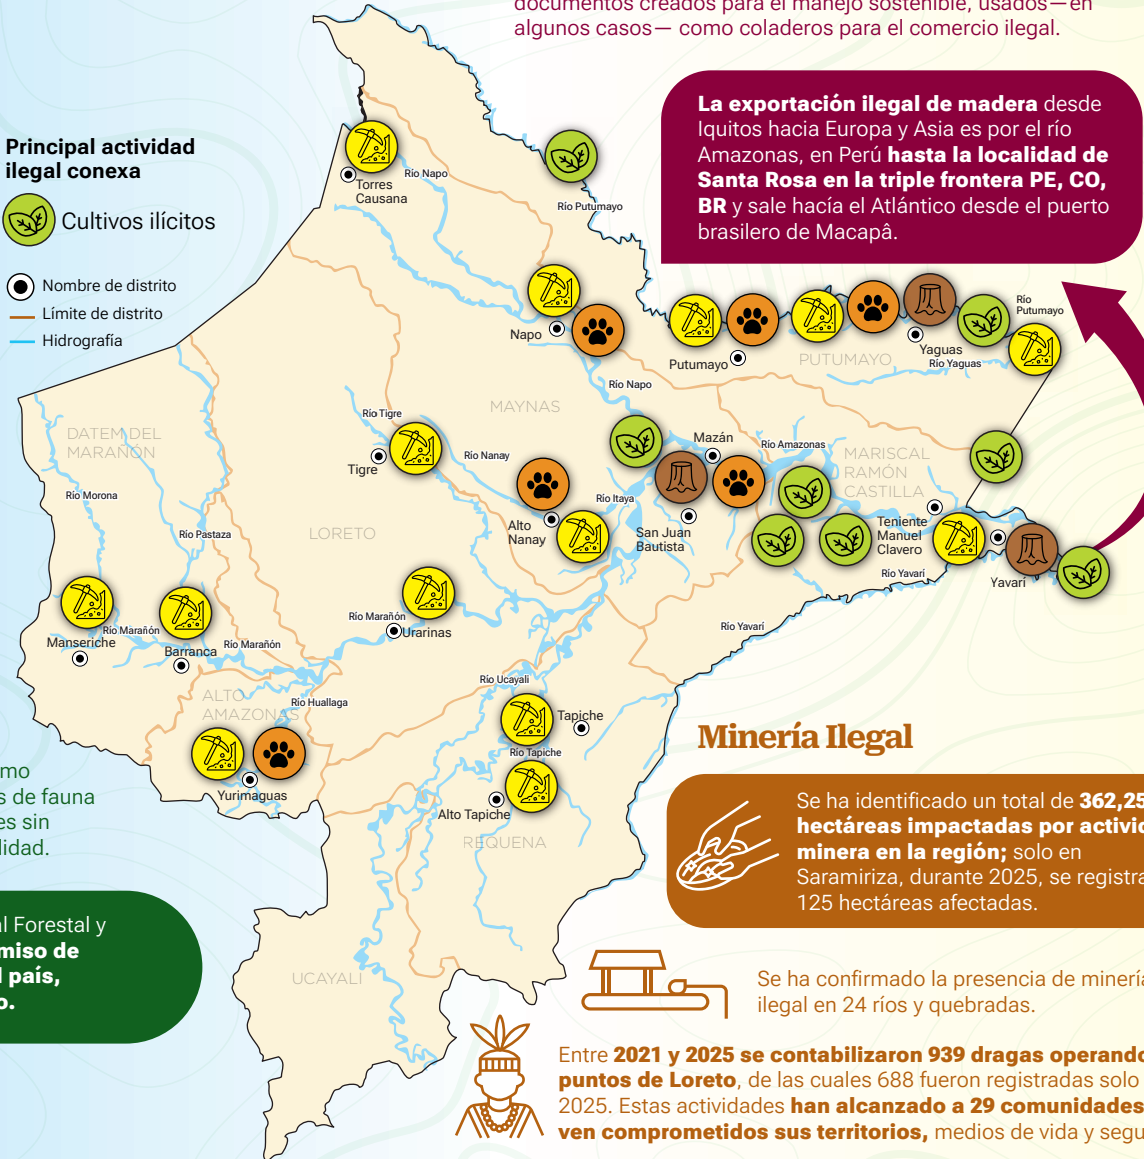 documentos creados para el manejo sostenible, usados—en
algunos casos— como coladeros para el comercio ilegal.
La exportación ilegal de madera desde
Iquitos hacia Europa y Asia es por el río
Amazonas, en Perú hasta la localidad de
Santa Rosa en la triple frontera PE, CO,
BR y sale hacía el Atlántico desde el puerto
brasilero de Macapâ.
Principal actividad
ilegal conexa
Cultivos ilícitos
Nombre de distrito
Límite de distrito
Hidrografía
Torres
Causana
Río Napo
Río Putumayo
Napo
Putumayo
PUTUMAYO
Yaguas
Río Yaguas
Río
Putumayo
Río Napo
MAYNAS
DATEM DEL
MARAÑÓN
Río Tigre
Tigre
Río Nanay
Mazán
Río Amazonas
MARISCAL
RAMÓN
CASTILLA
Río Morona
Río Pastaza
LORETO
Alto
Nanay
Río Itaya
San Juan
Bautista
Teniente
Manuel
Clavero
Río Yavarí
Yavarí
Manseriche
Río Marañón
Barranca
Río Marañón
Río Marañón
Urarinas
Río Yavarí
ALTO
AMAZONAS
Río Huallaga
Río Ucayali
Tapiche
Río Tapiche
Alto Tapiche
Yurimaguas
REQUENA
UCAYALI
mo
s de fauna
es sin
lidad.
al Forestal y
miso de
l país,
o.
Minería Ilegal
Se ha identificado un total de 362,25
hectáreas impactadas por activid
minera en la región; solo en
Saramiriza, durante 2025, se registra
125 hectáreas afectadas.
Se ha confirmado la presencia de minería
ilegal en 24 ríos y quebradas.
Entre 2021 y 2025 se contabilizaron 939 dragas operando
puntos de Loreto, de las cuales 688 fueron registradas solo
2025. Estas actividades han alcanzado a 29 comunidades
ven comprometidos sus territorios, medios de vida y segu